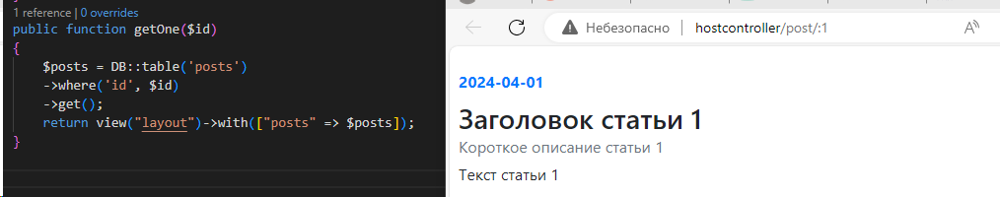 1 reference | 0 overrides
public function getOne($id)
{
$posts = DB::table('posts')
->where('id', $id)
->get();
return view("layout")->with(["posts" => $posts]);
}
Небезопасно
hostcontroller/post/:1
2024-04-01
Заголовок статьи 1
Короткое описание статьи 1
Текст статьи 1